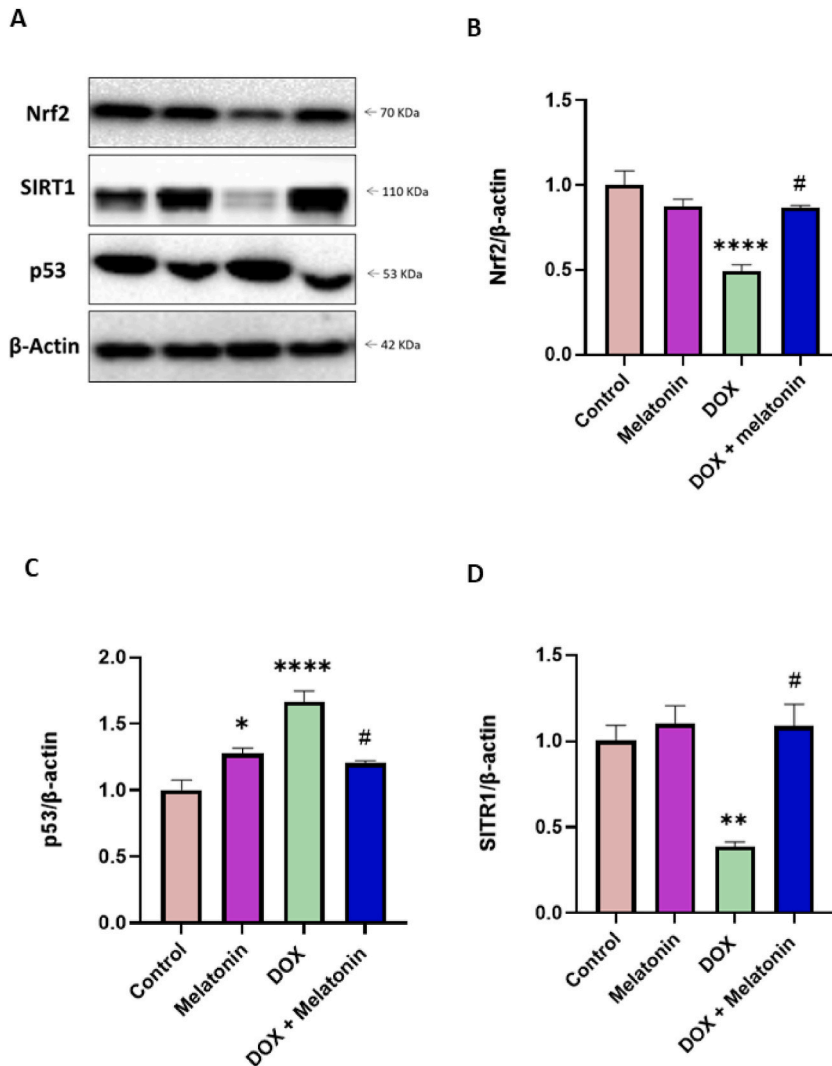 A
Nrf2
← 70 KDa
SIRT1
← 110 KDa
p53
← 53 KDa
β-Actin
← 42 KDa
B
Nrf2/β-actin
1.5
1.0
0.5
0.0
****
#
Control
Melatonin
DOX
DOX + melatonin
C
p53/β-actin
2.0
1.5
1.0
0.5
0.0
*
****
#
Control
Melatonin
DOX
DOX + Melatonin
D
SITR1/β-actin
1.5
1.0
0.5
0.0
**
#
Control
Melatonin
DOX
DOX + Melatonin